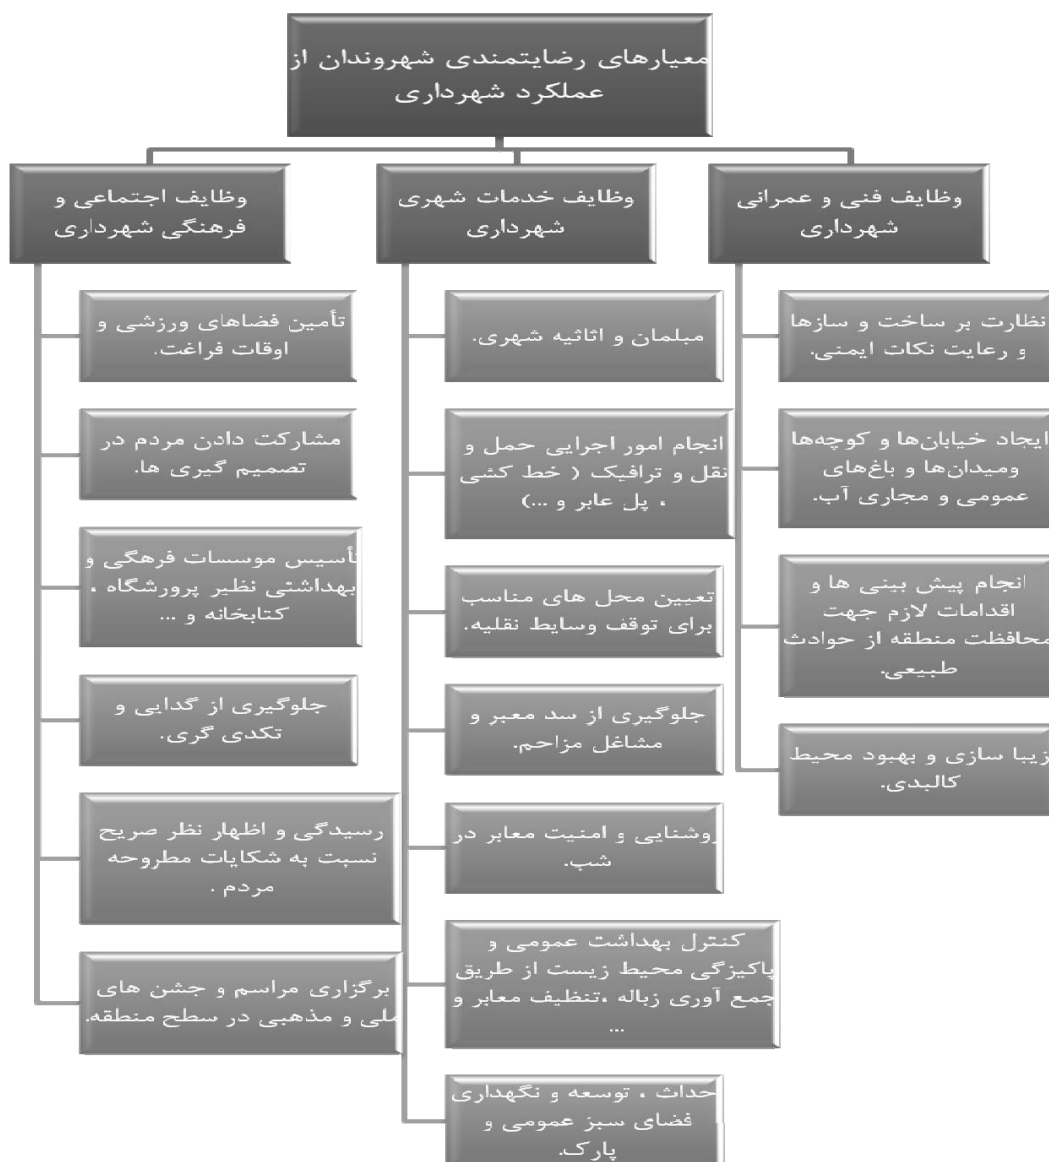 معیارهای رضایتمندی شهروندان از
عملکرد شهرداری
وظایف فنی و عمرانی
شهرداری
نظارت بر ساخت و سازها
و رعایت نکات ایمنی.
ایجاد خیابان‌ها و کوچه‌ها
ومیدان‌ها و باغ‌های
عمومی و مجاری آب.
انجام پیش بینی ها و
اقدامات لازم جهت
محافظت منطقه از حوادث
طبیعی.
زیبا سازی و بهبود محیط
کالبدی.
وظایف خدمات شهری
شهرداری
مبلمان و اثاثیه شهری.
انجام امور اجرایی حمل و
نقل و ترافیک ( خط کشی
، پل عابر و ...)
تعیین محل های مناسب
برای توقف وسایط نقلیه.
جلوگیری از سد معبر و
مشاغل مزاحم.
روشنایی و امنیت معابر در
شب.
کنترل بهداشت عمومی و
پاکیزگی محیط زیست از طریق
جمع آوری زباله ،تنظیف معابر و
...
حداث ، توسعه و نگهداری
فضای سبز عمومی و
پارک.
وظایف اجتماعی و
فرهنگی شهرداری
تأمین فضاهای ورزشی و
اوقات فراغت.
مشارکت دادن مردم در
تصمیم گیری ها.
تأسیس موسسات فرهگی و
بهداشتی نظیر پرورشگاه ،
کتابخانه و ...
جلوگیری از گدایی و
تکدی گری.
رسیدگی و اظهار نظر صریح
نسبت به شکایات مطروحه
مردم .
برگزاری مراسم و جشن های
ملی و مذهبی در سطح منطقه.